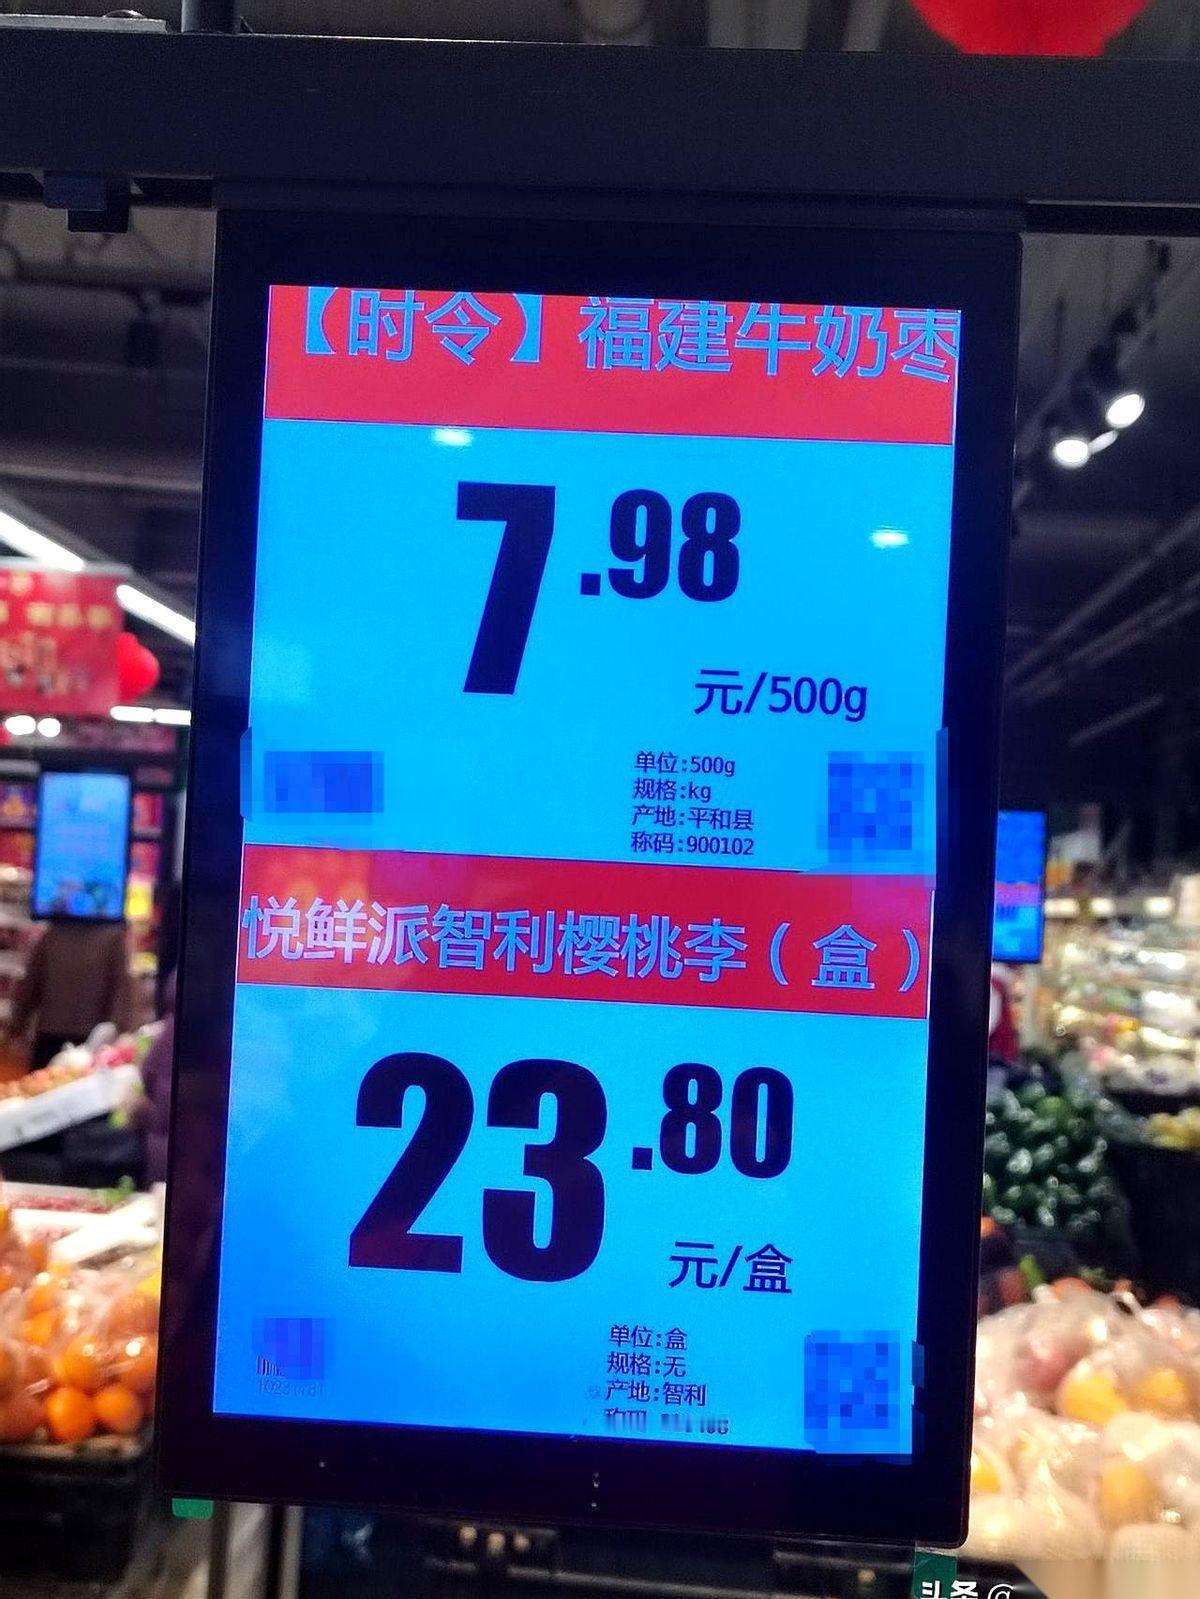 【时令】福建牛奶枣
7.98
元/500g
单位:500g
规格:kg
产地:平和县
称码:900102
悦鲜派智利樱桃李(盒)
23.80
元/盒
单位:盒
规格:无
产地:智利
头条@